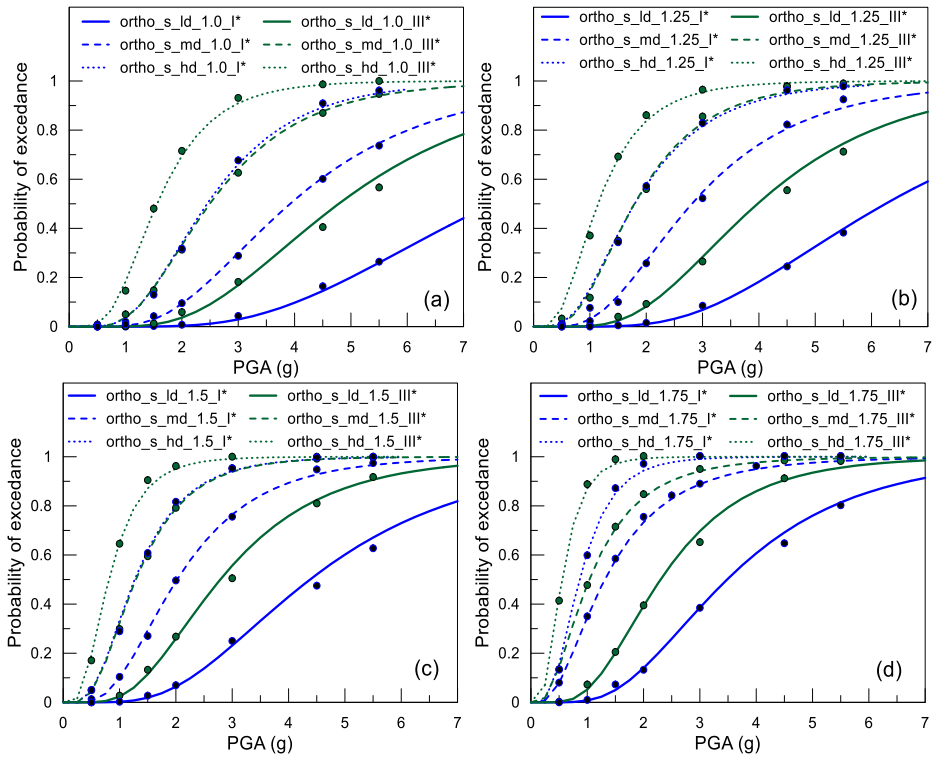 ortho_s_ld_1.0_I* ortho_s_ld_1.0_III*
ortho_s_md_1.0_I* ortho_s_md_1.0_III*
ortho_s_hd_1.0_I* ortho_s_hd_1.0_III*
1
0.8
0.6
0.4
0.2
0
Probability of excedance
(a)
0 1 2 3 4 5 6 7
PGA (g)
ortho_s_ld_1.25_I* ortho_s_ld_1.25_III*
ortho_s_md_1.25_I* ortho_s_md_1.25_III*
ortho_s_hd_1.25_I* ortho_s_hd_1.25_III*
1
0.8
0.6
0.4
0.2
0
Probability of excedance
(b)
0 1 2 3 4 5 6 7
PGA (g)
ortho_s_ld_1.5_I* ortho_s_ld_1.5_III*
ortho_s_md_1.5_I* ortho_s_md_1.5_III*
ortho_s_hd_1.5_I* ortho_s_hd_1.5_III*
1
0.8
0.6
0.4
0.2
0
Probability of excedance
(c)
0 1 2 3 4 5 6 7
PGA (g)
ortho_s_ld_1.75_I* ortho_s_ld_1.75_III*
ortho_s_md_1.75_I* ortho_s_md_1.75_III*
ortho_s_hd_1.75_I* ortho_s_hd_1.75_III*
1
0.8
0.6
0.4
0.2
0
Probability of excedance
(d)
0 1 2 3 4 5 6 7
PGA (g)